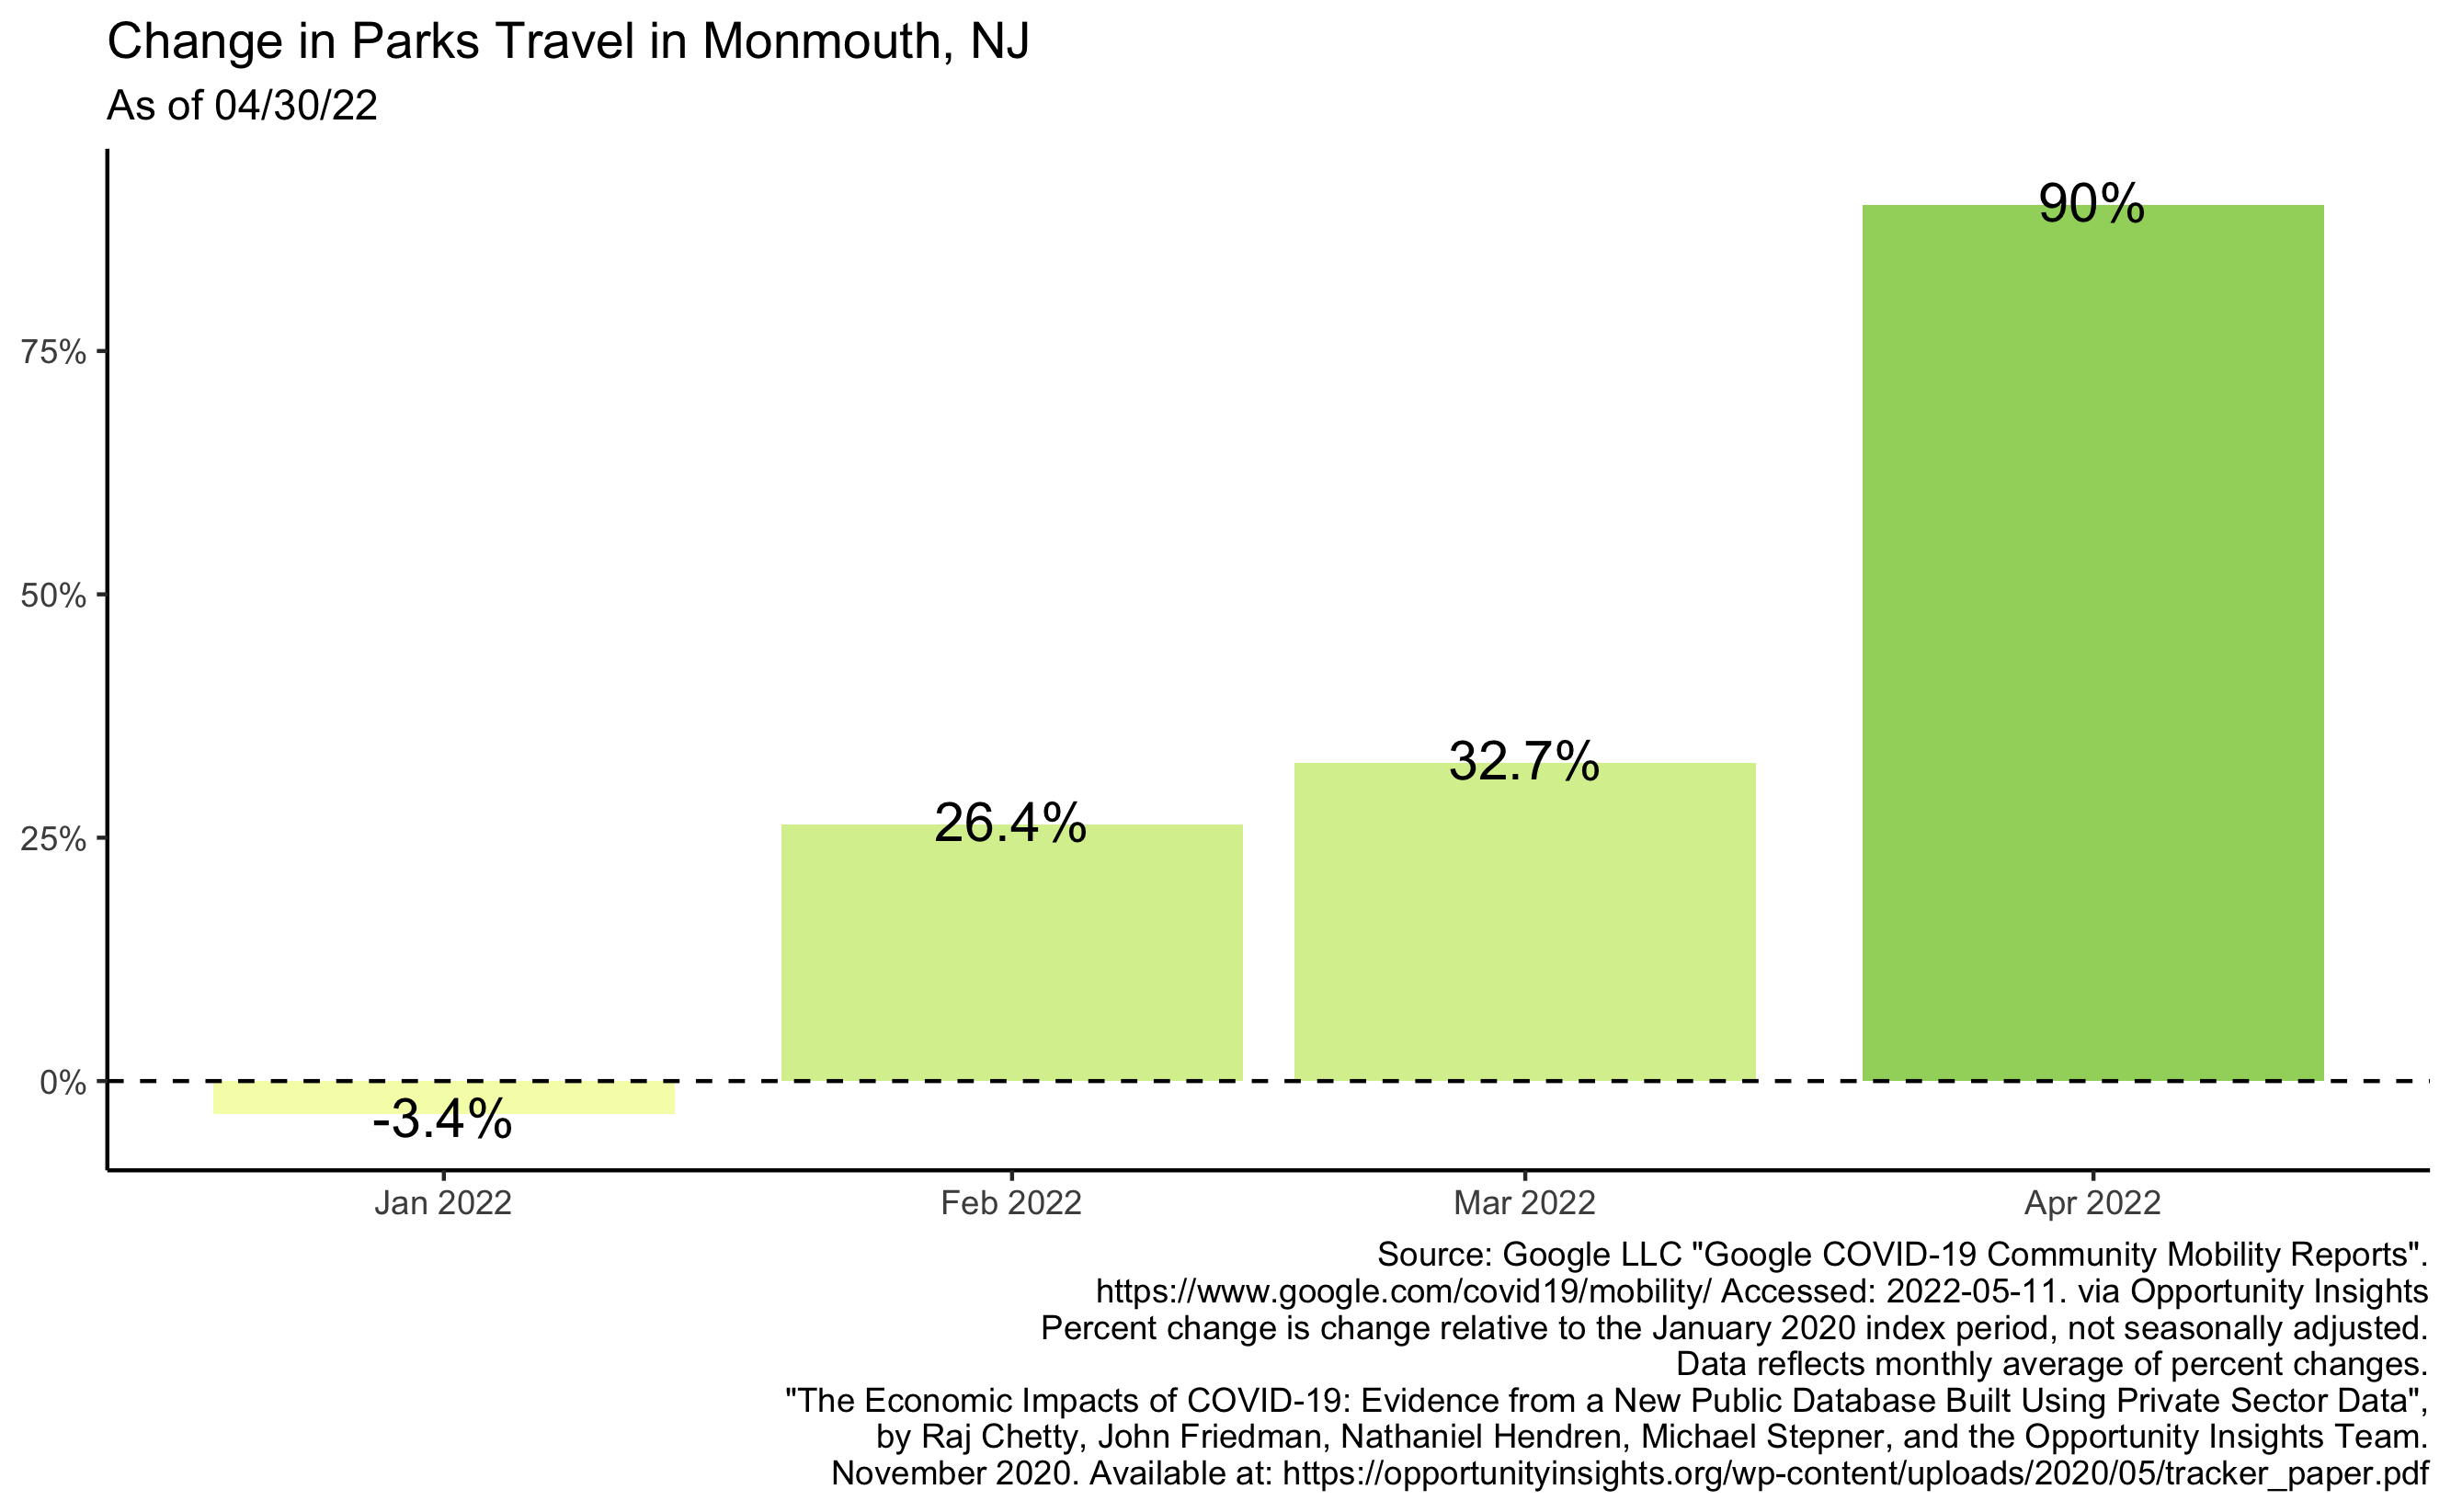 Change in Parks Travel in Monmouth, NJ
As of 04/30/22
90%
75%
50%
32.7%
26.4%
25%
0%
-3.4%
Jan 2022
Feb 2022
Mar 2022
Apr 2022
Source: Google LLC "Google COVID-19 Community Mobility Reports".
https://www.google.com/covid19/mobility/ Accessed: 2022-05-11. via Opportunity Insights
Percent change is change relative to the January 2020 index period, not seasonally adjusted.
Data reflects monthly average of percent changes.
"The Economic Impacts of COVID-19: Evidence from a New Public Database Built Using Private Sector Data",
by Raj Chetty, John Friedman, Nathaniel Hendren, Michael Stepner, and the Opportunity Insights Team.
November 2020. Available at: https://opportunityinsights.org/wp-content/uploads/2020/05/tracker_paper.pdf